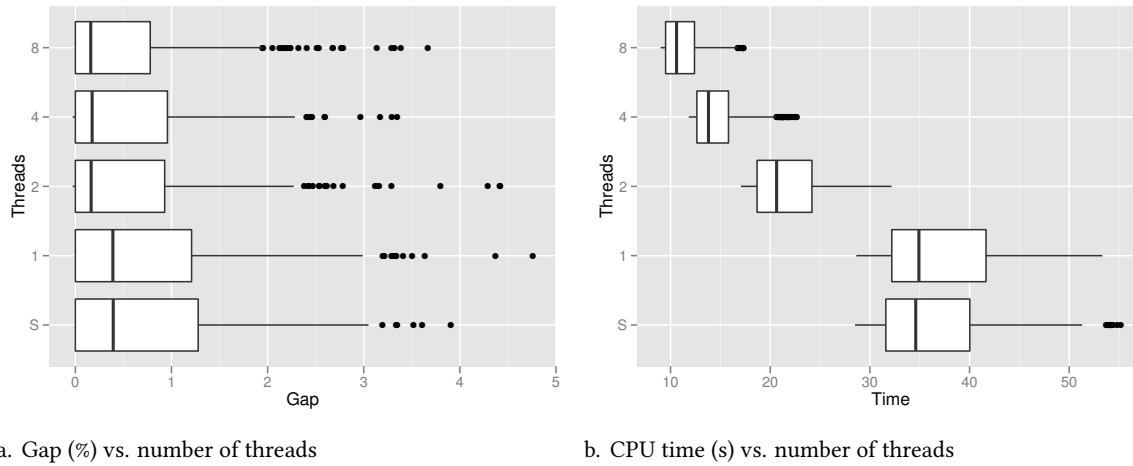 Threads
8
4
2
1
S
0 1 2 3 4 5
Gap
a. Gap (%) vs. number of threads
Threads
8
4
2
1
S
10 20 30 40 50
Time
b. CPU time (s) vs. number of threads